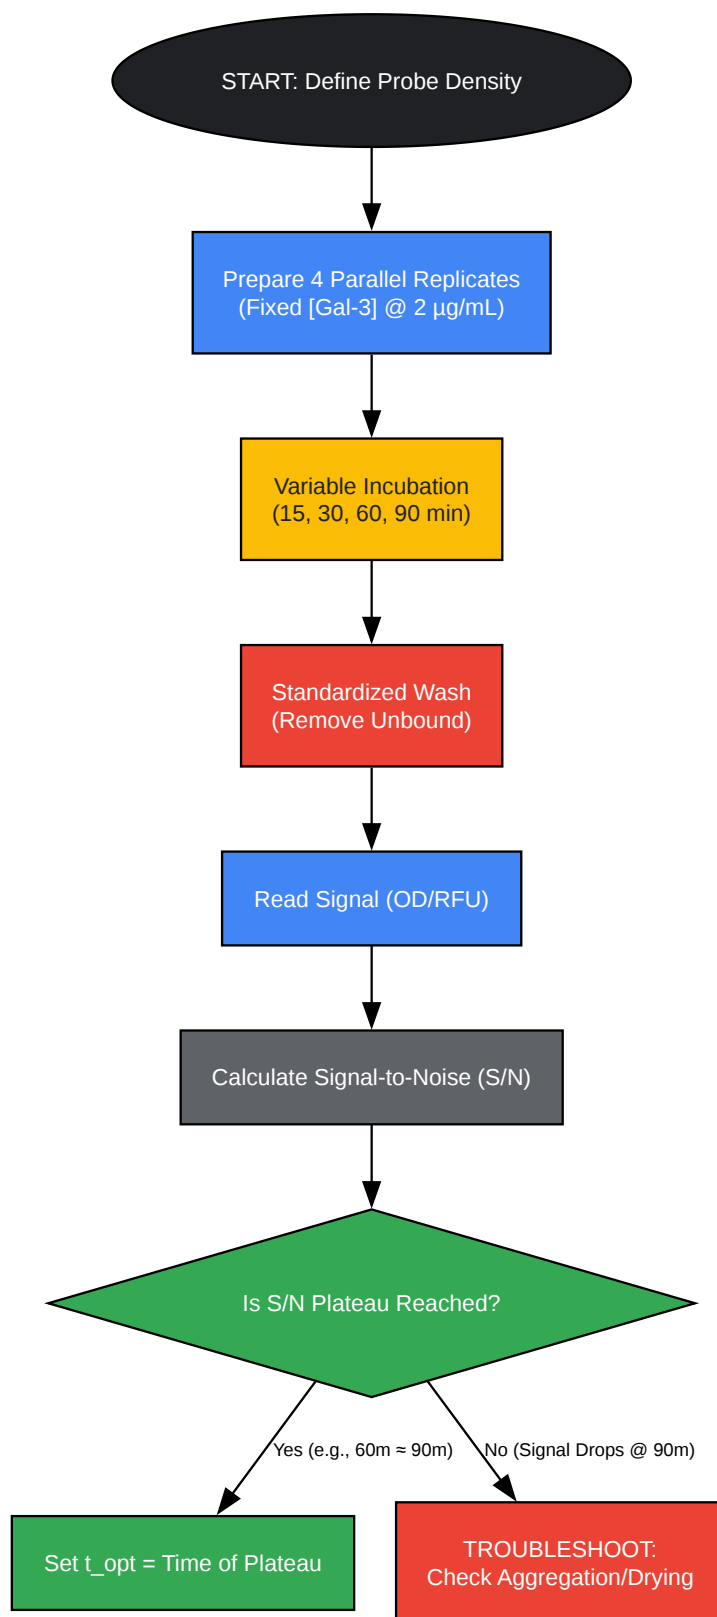 START: Define Probe Density
Prepare 4 Parallel Replicates
(Fixed [Gal-3] @ 2 µg/mL)
Variable Incubation
(15, 30, 60, 90 min)
Standardized Wash
(Remove Unbound)
Read Signal (OD/RFU)
Calculate Signal-to-Noise (S/N)
Is S/N Plateau Reached?
Yes (e.g., 60m ≈ 90m)
No (Signal Drops @ 90m)
Set t_opt = Time of Plateau
TROUBLESHOOT:
Check Aggregation/Drying